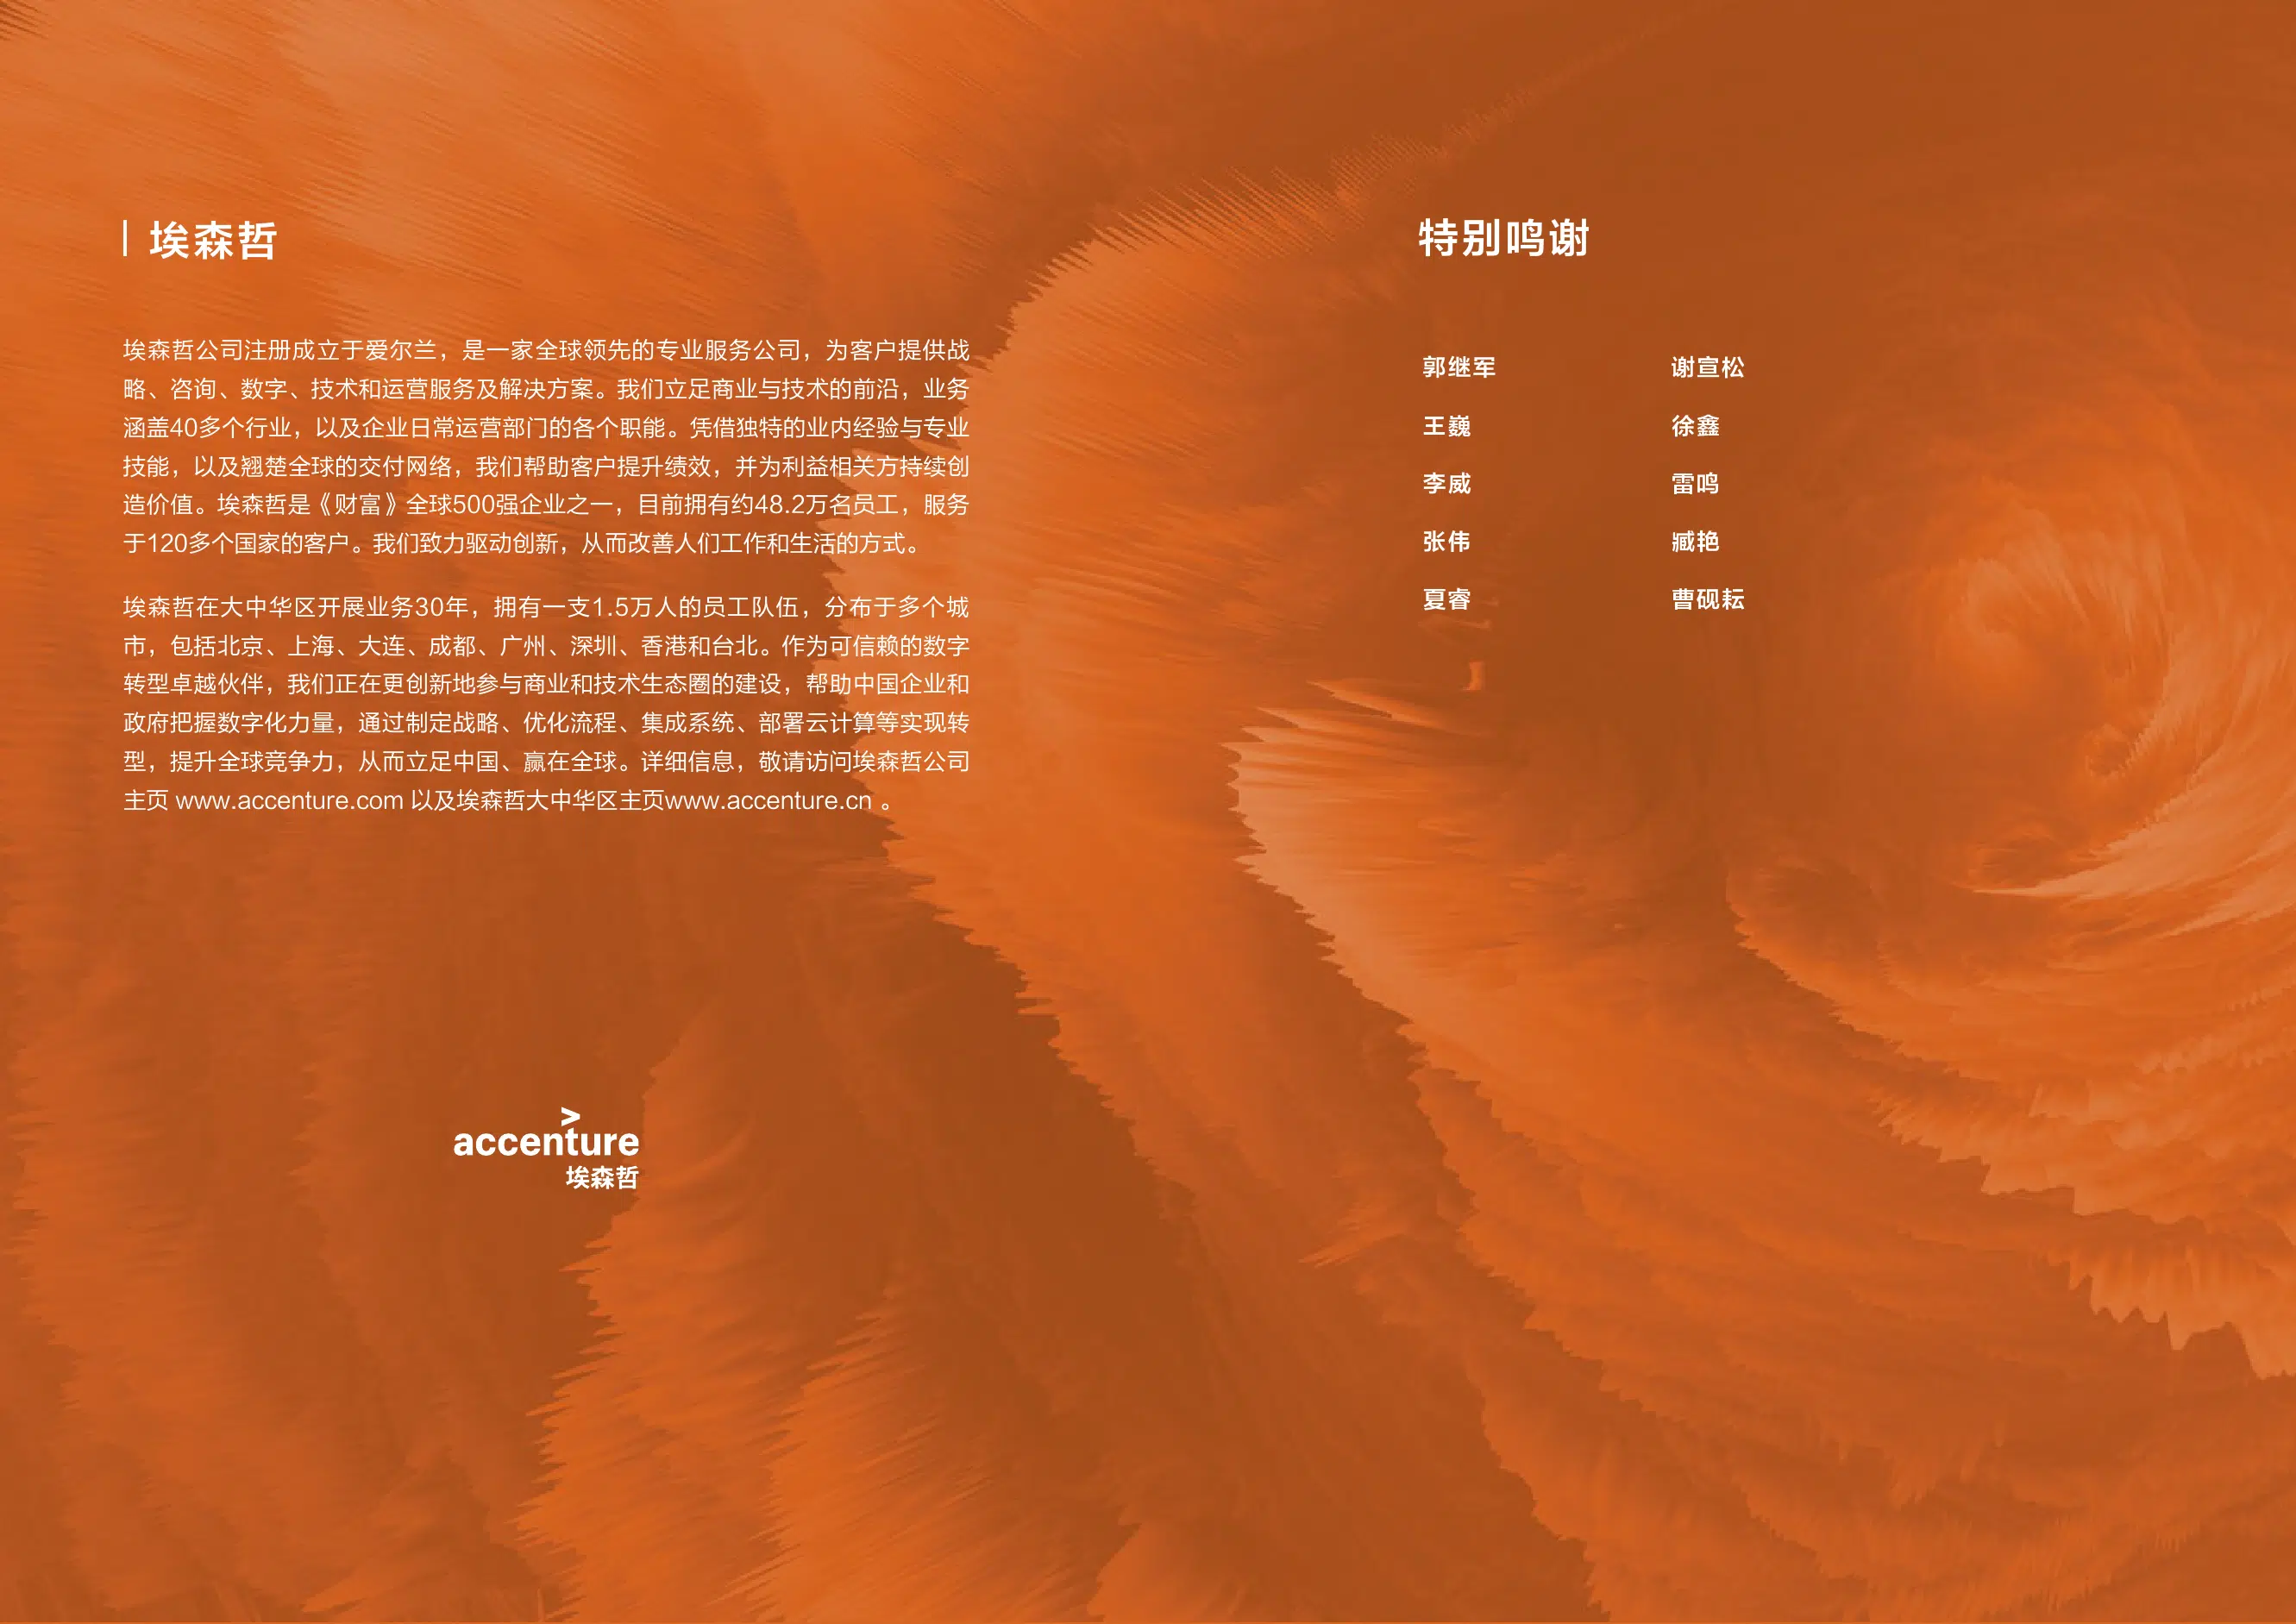 埃森哲
埃森哲公司注册成立于爱尔兰，是一家全球领先的专业服务公司，为客户提供战
略、咨询、数字、技术和运营服务及解决方案。我们立足商业与技术的前沿，业务
涵盖40多个行业，以及企业日常运营部门的各个职能。凭借独特的业内经验与专业
技能，以及翘楚全球的交付网络，我们帮助客户提升绩效，并为利益相关方持续创
造价值。埃森哲是《财富》全球500强企业之一，目前拥有约48.2万名员工，服务
于120多个国家的客户。我们致力驱动创新，从而改善人们工作和生活的方式。
埃森哲在大中华区开展业务30年，拥有一支1.5万人的员工队伍，分布于多个城
市，包括北京、上海、大连、成都、广州、深圳、香港和台北。作为可信赖的数字
转型卓越伙伴，我们正在更创新地参与商业和技术生态圈的建设，帮助中国企业和
政府把握数字化力量，通过制定战略、优化流程、集成系统、部署云计算等实现转
型，提升全球竞争力，从而立足中国、赢在全球。详细信息，敬请访问埃森哲公司
主页 www.accenture.com 以及埃森哲大中华区主页www.accenture.cn 。
accenture
埃森哲
特别鸣谢
郭继军 谢宣松
王巍 徐鑫
李威 雷鸣
张伟 臧艳
夏睿 曹砚耘